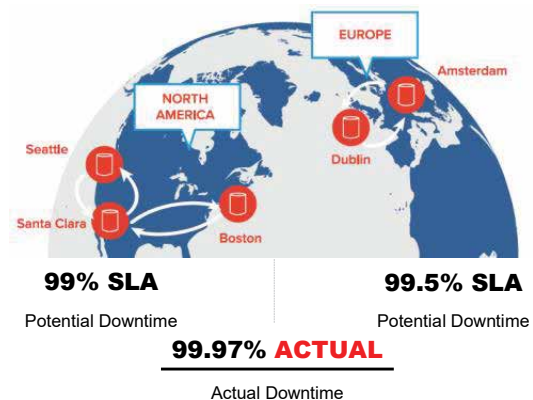 EUROPE
Amsterdam
NORTH
AMERICA
Seattle
Dublin
Santa Clara
Boston
99% SLA
99.5% SLA
Potential Downtime
Potential Downtime
99.97% ACTUAL
Actual Downtime